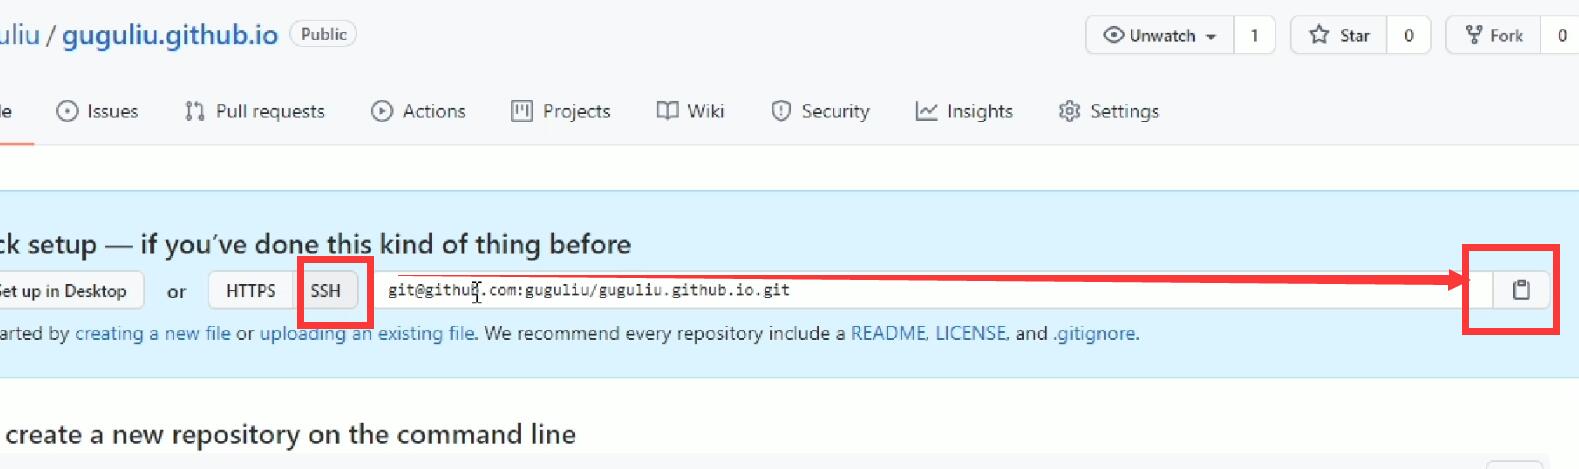 uliu / guguliu.github.io Public Unwatch 1 Star 0 Fork 0
Issues Pull requests Actions Projects Wiki Security Insights Settings
ck setup — if you've done this kind of thing before
Set up in Desktop or HTTPS SSH git@github.com:guguliu/guguliu.github.io.git
arted by creating a new file or uploading an existing file. We recommend every repository include a README, LICENSE, and .gitignore.
create a new repository on the command line